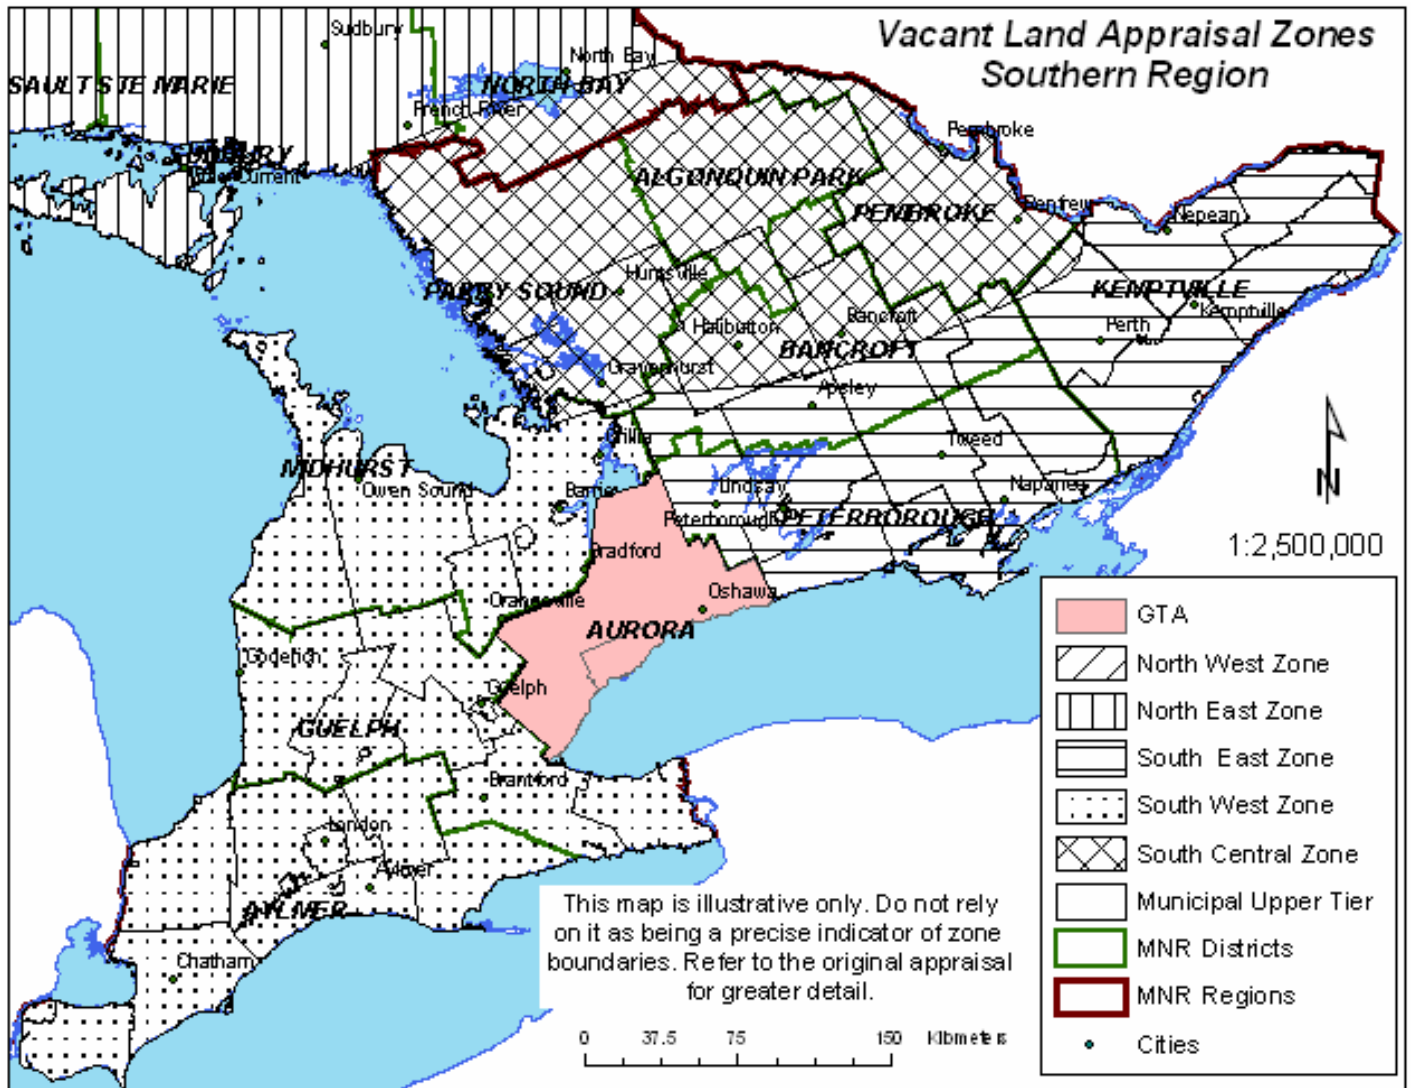 Vacant Land Appraisal Zones
Southern Region
Sudbury
North Bay
SAULT STE MARIE
NORTH BAY
French River
Pembroke
ALGONQUIN PARK
PEMBROKE
Renfrew
Nepean
Huntsville
PARRY SOUND
KEMPTVILLE
Kemptville
Haliburton
Bancroft
Perth
BANCROFT
Gravenhurst
Apsley
Orillia
Tweed
MIDHURST
Owen Sound
Barrie
Lindsay
Napanee
Peterborough
PETERBOROUGH
1:2,500,000
Bradford
Orangeville
Oshawa
AURORA
Goderich
Guelph
GUELPH
Brantford
London
Aylmer
AYLMER
Chatham
GTA
North West Zone
North East Zone
South East Zone
South West Zone
South Central Zone
Municipal Upper Tier
MNR Districts
MNR Regions
Cities
N
This map is illustrative only. Do not rely
on it as being a precise indicator of zone
boundaries. Refer to the original appraisal
for greater detail.
0 37.5 75 150 Kilometers